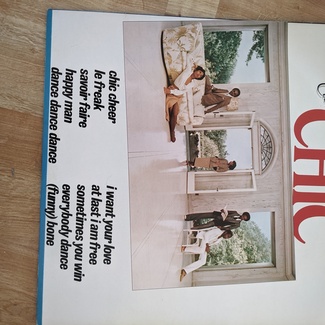 CHIC
chic cheer
le freak
savoir faire
happy man
dance dance dance
i want your love
at last i am free
sometimes you win
everybody dance
(funny) bone